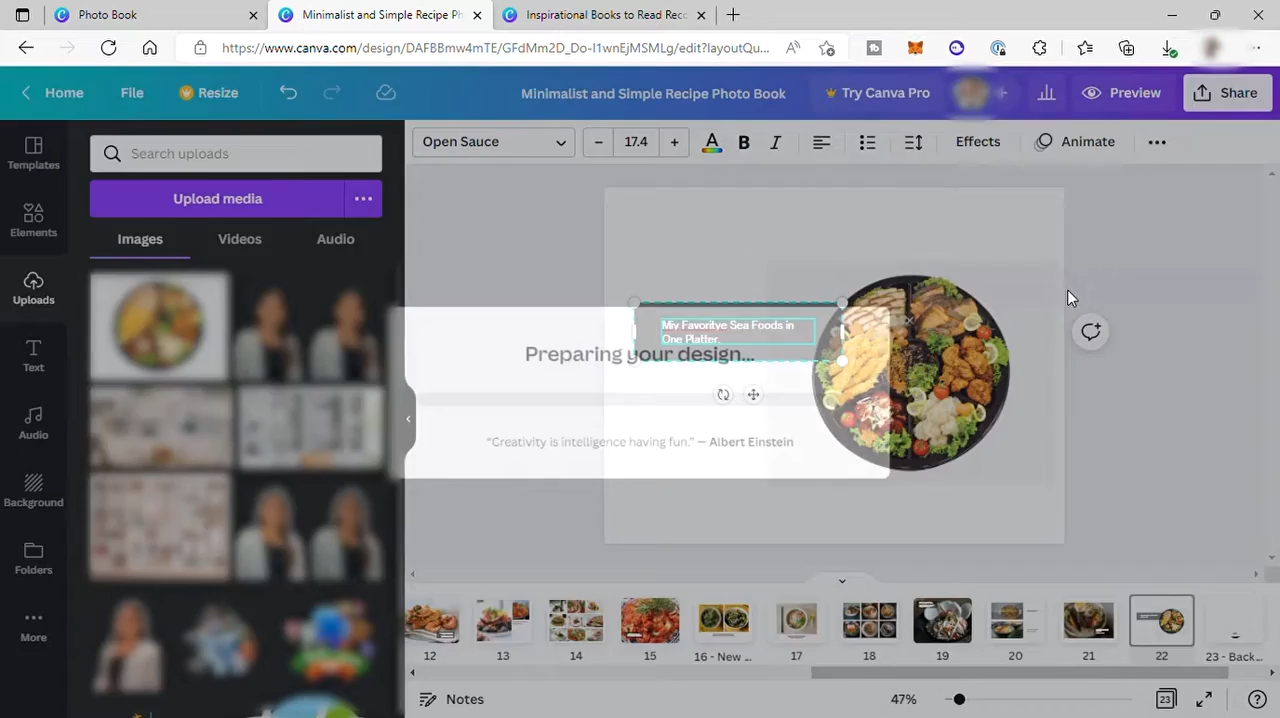 Photo Book
Minimalist and Simple Recipe Ph
Inspirational Books to Read Reco
https://www.canva.com/design/DAFBBmw4mTE/GFdMm2D_Do-I1wnEjMSMLg/edit?layoutQu...
Home
File
Resize
Minimalist and Simple Recipe Photo Book
Try Canva Pro
Preview
Share
Templates
Elements
Uploads
Text
Audio
Background
Folders
More
Search uploads
Upload media
Images
Videos
Audio
Open Sauce
17.4
A
B
I
Effects
Animate
Miy Favoritye Sea Foods in
One Platter.
Preparing your design...
“Creativity is intelligence having fun.” — Albert Einstein
12
13
14
15
16 - New ...
17
18
19
20
21
22
23 - Back...
Notes
47%
23